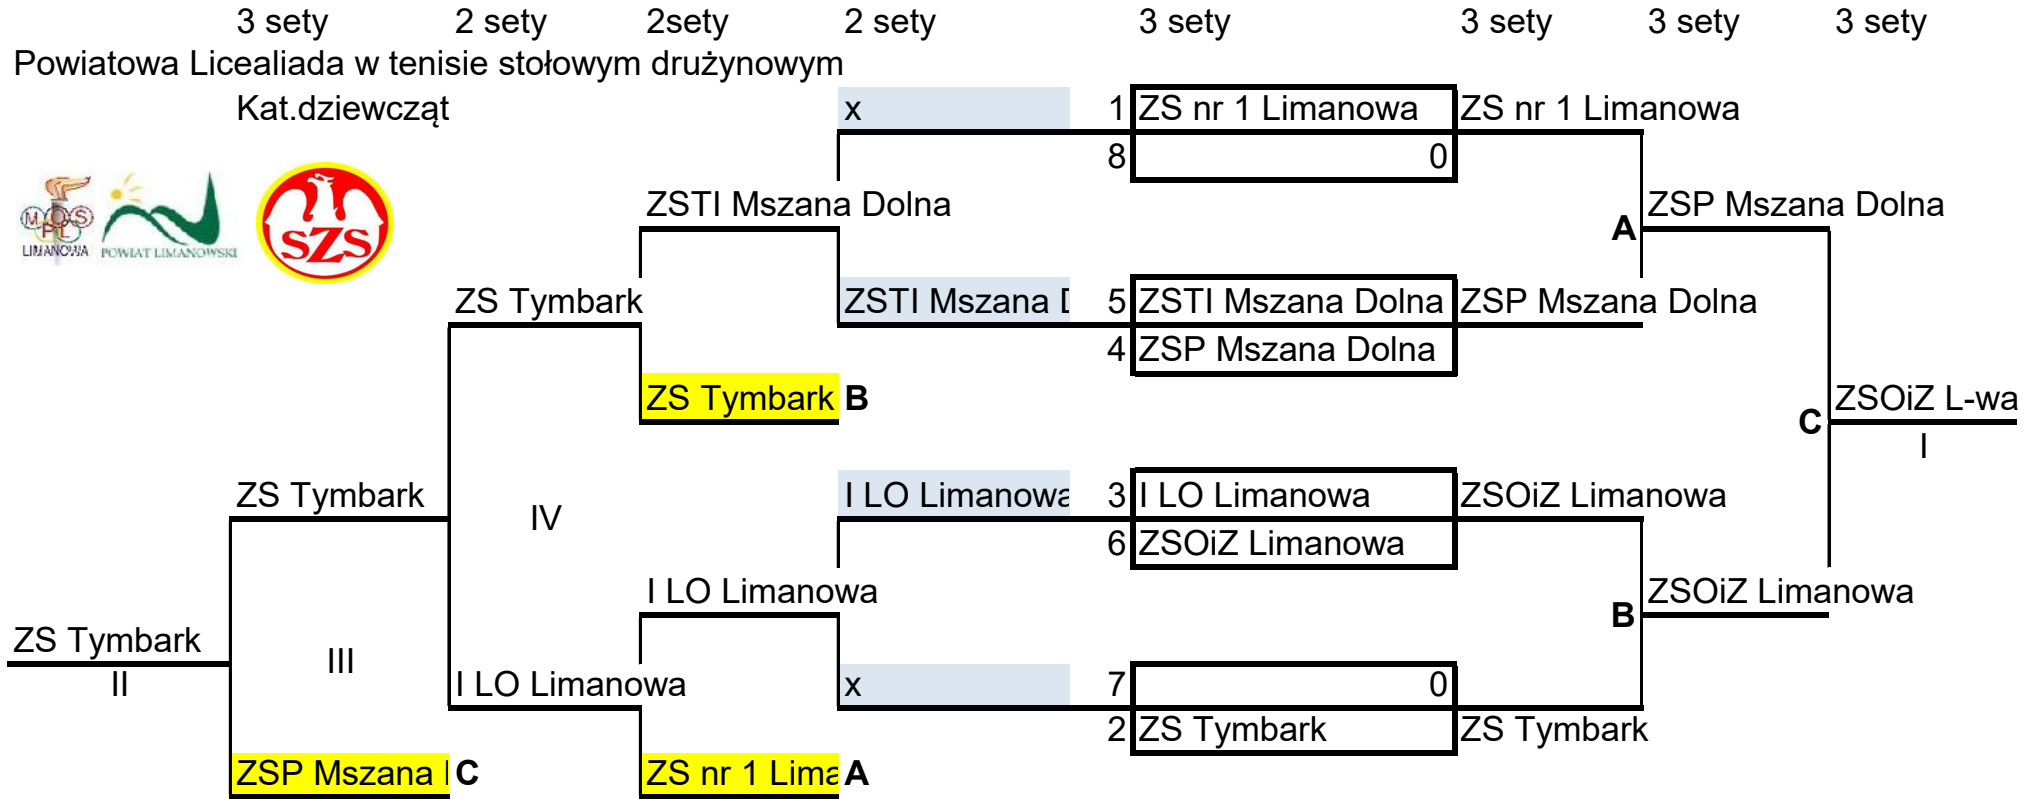 3 sety 2 sety 2sety 2 sety 3 sety 3 sety 3 sety 3 sety
Powiatowa Licealiada w tenisie stołowym drużynowym
Kat.dziewcząt x 1 ZS nr 1 Limanowa ZS nr 1 Limanowa
8 0
ZSTI Mszana Dolna A ZSP Mszana Dolna
MOS
PL
LIMANOWA
POWIAT LIMANOWSKI
SZS
ZS Tymbark ZSTI Mszana D 5 ZSTI Mszana Dolna ZSP Mszana Dolna
4 ZSP Mszana Dolna
ZS Tymbark B C ZSOiZ L-wa
I
ZS Tymbark IV I LO Limanowa 3 I LO Limanowa ZSOiZ Limanowa
6 ZSOiZ Limanowa
I LO Limanowa B ZSOiZ Limanowa
ZS Tymbark III
II I LO Limanowa x 7 0
2 ZS Tymbark ZS Tymbark
ZSP Mszana C ZS nr 1 Lima A